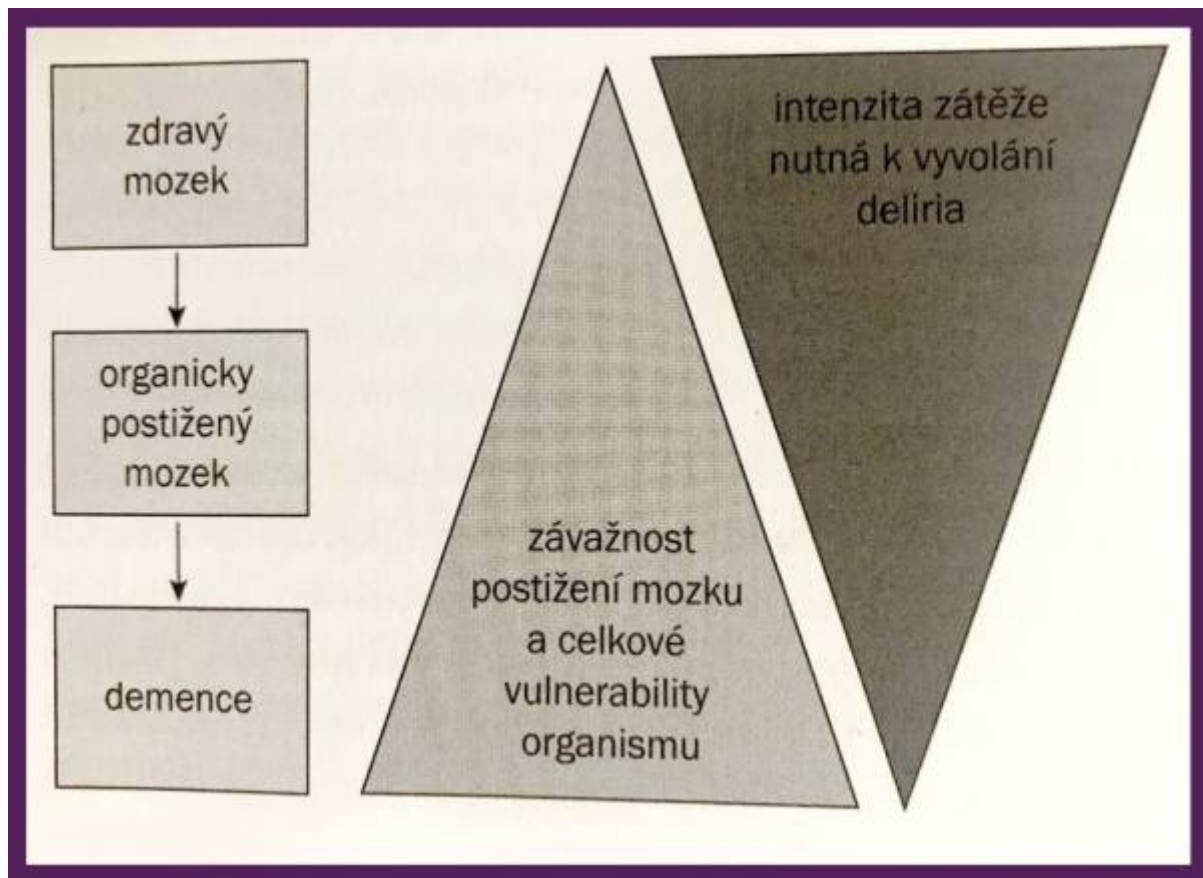 zdravý
mozek
organicky
postižený
mozek
demence
závažnost
postižení mozku
a celkové
vulnerability
organismu
intenzita zátěže
nutná k vyvolání
deliria